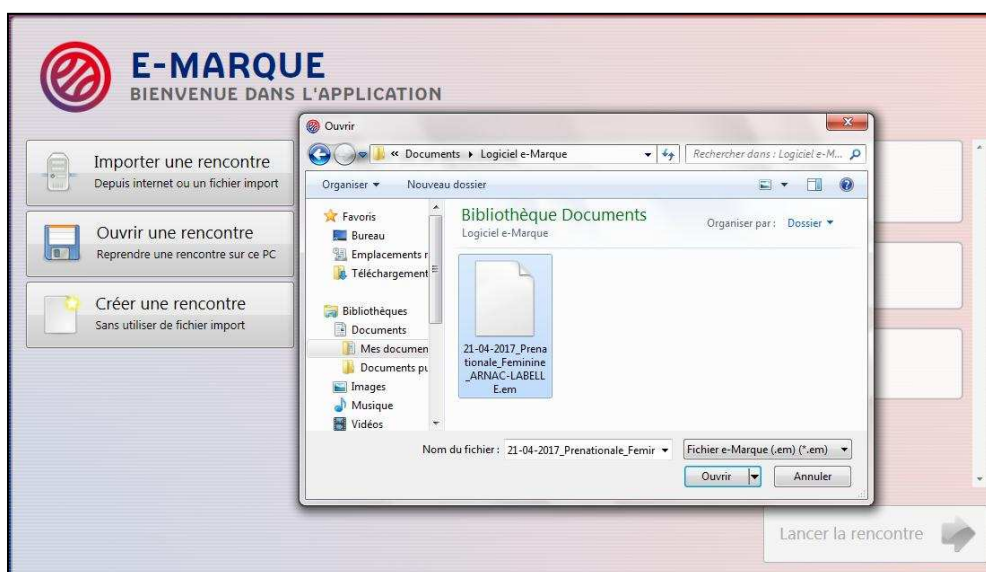 E-MARQUE
BIENVENUE DANS L'APPLICATION
Importer une rencontre
Depuis internet ou un fichier import
Ouvrir une rencontre
Reprendre une rencontre sur ce PC
Créer une rencontre
Sans utiliser de fichier import
Ouvrir
« Documents Logiciel e-Marque
Rechercher dans : Logiciel e-M...
Organiser
Nouveau dossier
Favoris
Bureau
Emplacements r
Téléchargement
Bibliothèques
Documents
Mes documen
Documents pu
Images
Musique
Vidéos
Bibliothèque Documents
Logiciel e-Marque
Organiser par : Dossier
21-04-2017_Prena
tionale_Feminine
_ARNAC-LABELL
E.em
Nom du fichier : 21-04-2017_Prenationale_Femir
Fichier e-Marque (.em) (*.em)
Ouvrir
Annuler
Lancer la rencontre